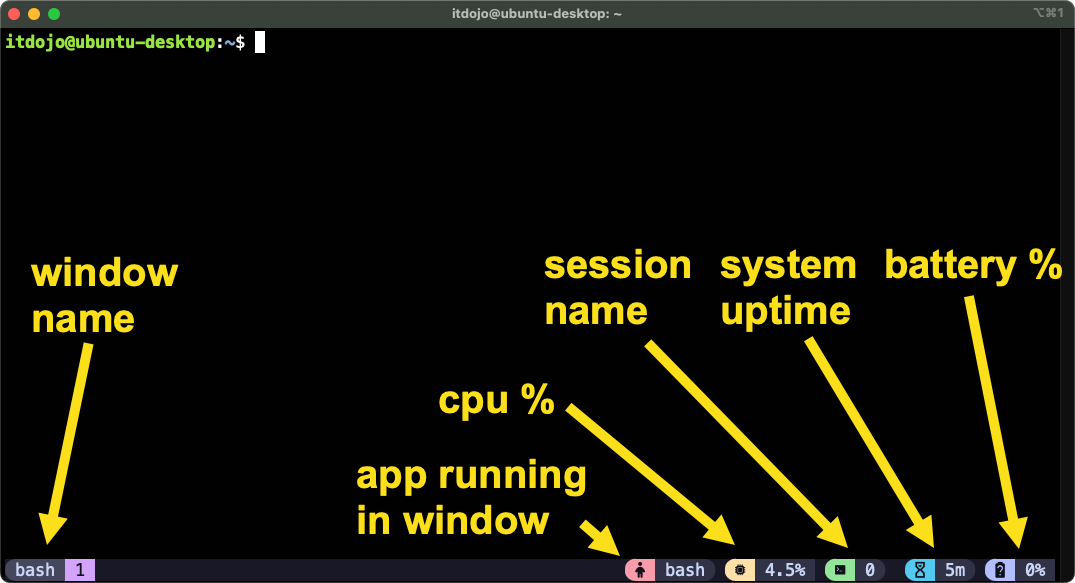 itdojo@ubuntu-desktop: ~
⌥⌘1
itdojo@ubuntu-desktop:~$
window
name
session
name
system
uptime
battery %
cpu %
app running
in window
bash 1
bash 4.5% 0 5m 0%